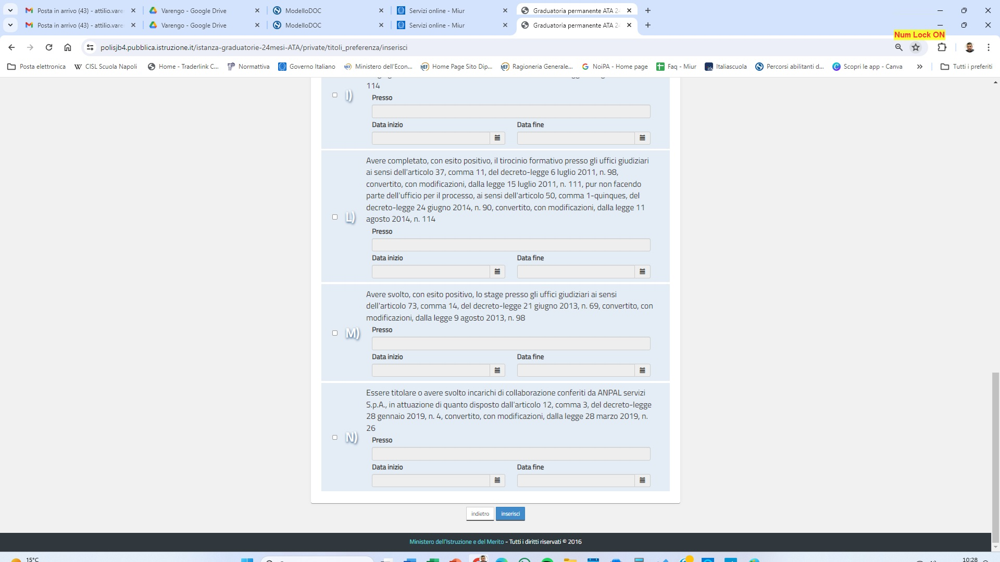 Posta in arrivo (43) - attilio.vare
Varengo - Google Drive
ModelloDOC
Servizi online - Miur
Graduatoria permanente ATA 24
Posta in arrivo (43) - attilio.vare
Varengo - Google Drive
ModelloDOC
Servizi online - Miur
Graduatoria permanente ATA 24
Num Lock ON
polisjb4.pubblica.istruzione.it/istanza-graduatorie-24mesi-ATA/private/titoli_preferenza/inserisci
Posta elettronica
CISL Scuola Napoli
Home - Traderlink C...
Normattiva
Governo Italiano
Ministero dell'Econ...
Home Page Sito Dip...
Ragioneria Generale...
NoiPA - Home page
Faq - Miur
Italiascuola
Percorsi abilitanti d...
Scopri le app - Canva
Tutti i preferiti
114
I)
Presso
Data inizio
Data fine
Avere completato, con esito positivo, il tirocinio formativo presso gli uffici giudiziari
ai sensi dell'articolo 37, comma 11, del decreto-legge 6 luglio 2011, n. 98,
convertito, con modificazioni, dalla legge 15 luglio 2011, n. 111, pur non facendo
parte dell'ufficio per il processo, ai sensi dell'articolo 50, comma 1-quinques, del
decreto-legge 24 giugno 2014, n. 90, convertito, con modificazioni, dalla legge 11
agosto 2014, n. 114
L)
Presso
Data inizio
Data fine
Avere svolto, con esito positivo, lo stage presso gli uffici giudiziari ai sensi
dell'articolo 73, comma 14, del decreto-legge 21 giugno 2013, n. 69, convertito, con
modificazioni, dalla legge 9 agosto 2013, n. 98
M)
Presso
Data inizio
Data fine
Essere titolare o avere svolto incarichi di collaborazione conferiti da ANPAL servizi
S.p.A., in attuazione di quanto disposto dall'articolo 12, comma 3, del decreto-legge
28 gennaio 2019, n. 4, convertito, con modificazioni, dalla legge 28 marzo 2019, n.
26
N)
Presso
Data inizio
Data fine
indietro
inserisci
Ministero dell'Istruzione e del Merito - Tutti i diritti riservati © 2016
15°C
10:28